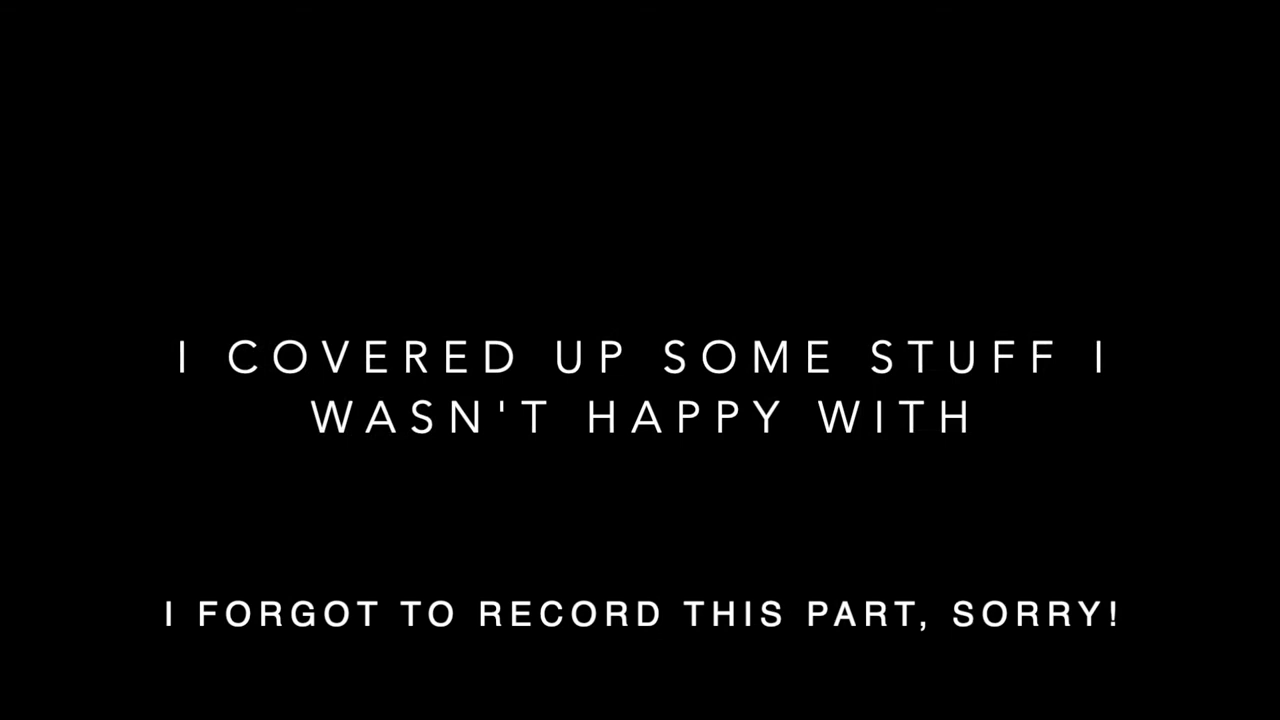 I COVERED UP SOME STUFF I
WASN'T HAPPY WITH
I FORGOT TO RECORD THIS PART, SORRY!